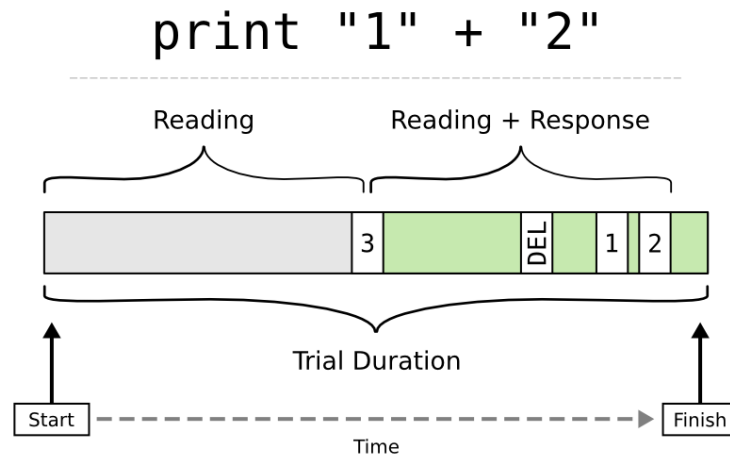 print "1" + "2"
Reading
Reading + Response
3
DEL
1
2
Trial Duration
Start
Finish
Time